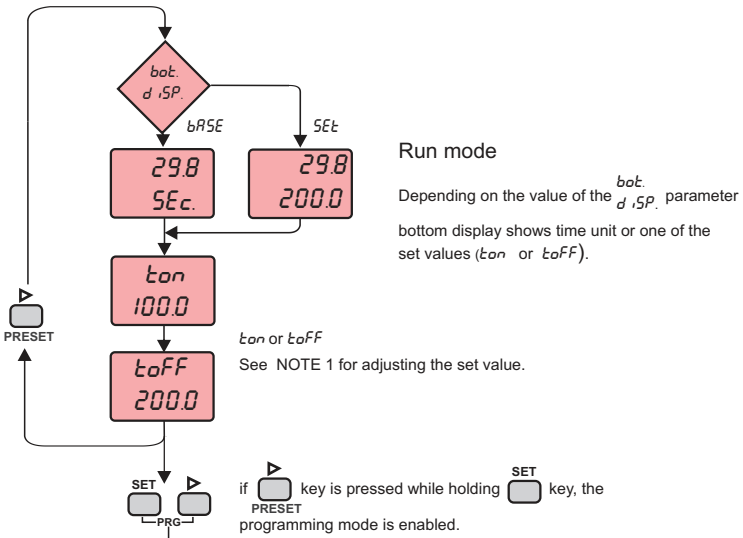 bot.
d iSP.
bASE
SEt
29.8
SEc.
29.8
200.0
Run mode
Depending on the value of the bot. d iSP. parameter
bottom display shows time unit or one of the
set values (ton or toFF).
ton
100.0
PRESET
ton or toFF
See NOTE 1 for adjusting the set value.
toFF
200.0
SET
PRG
if PRESET key is pressed while holding SET key, the
programming mode is enabled.